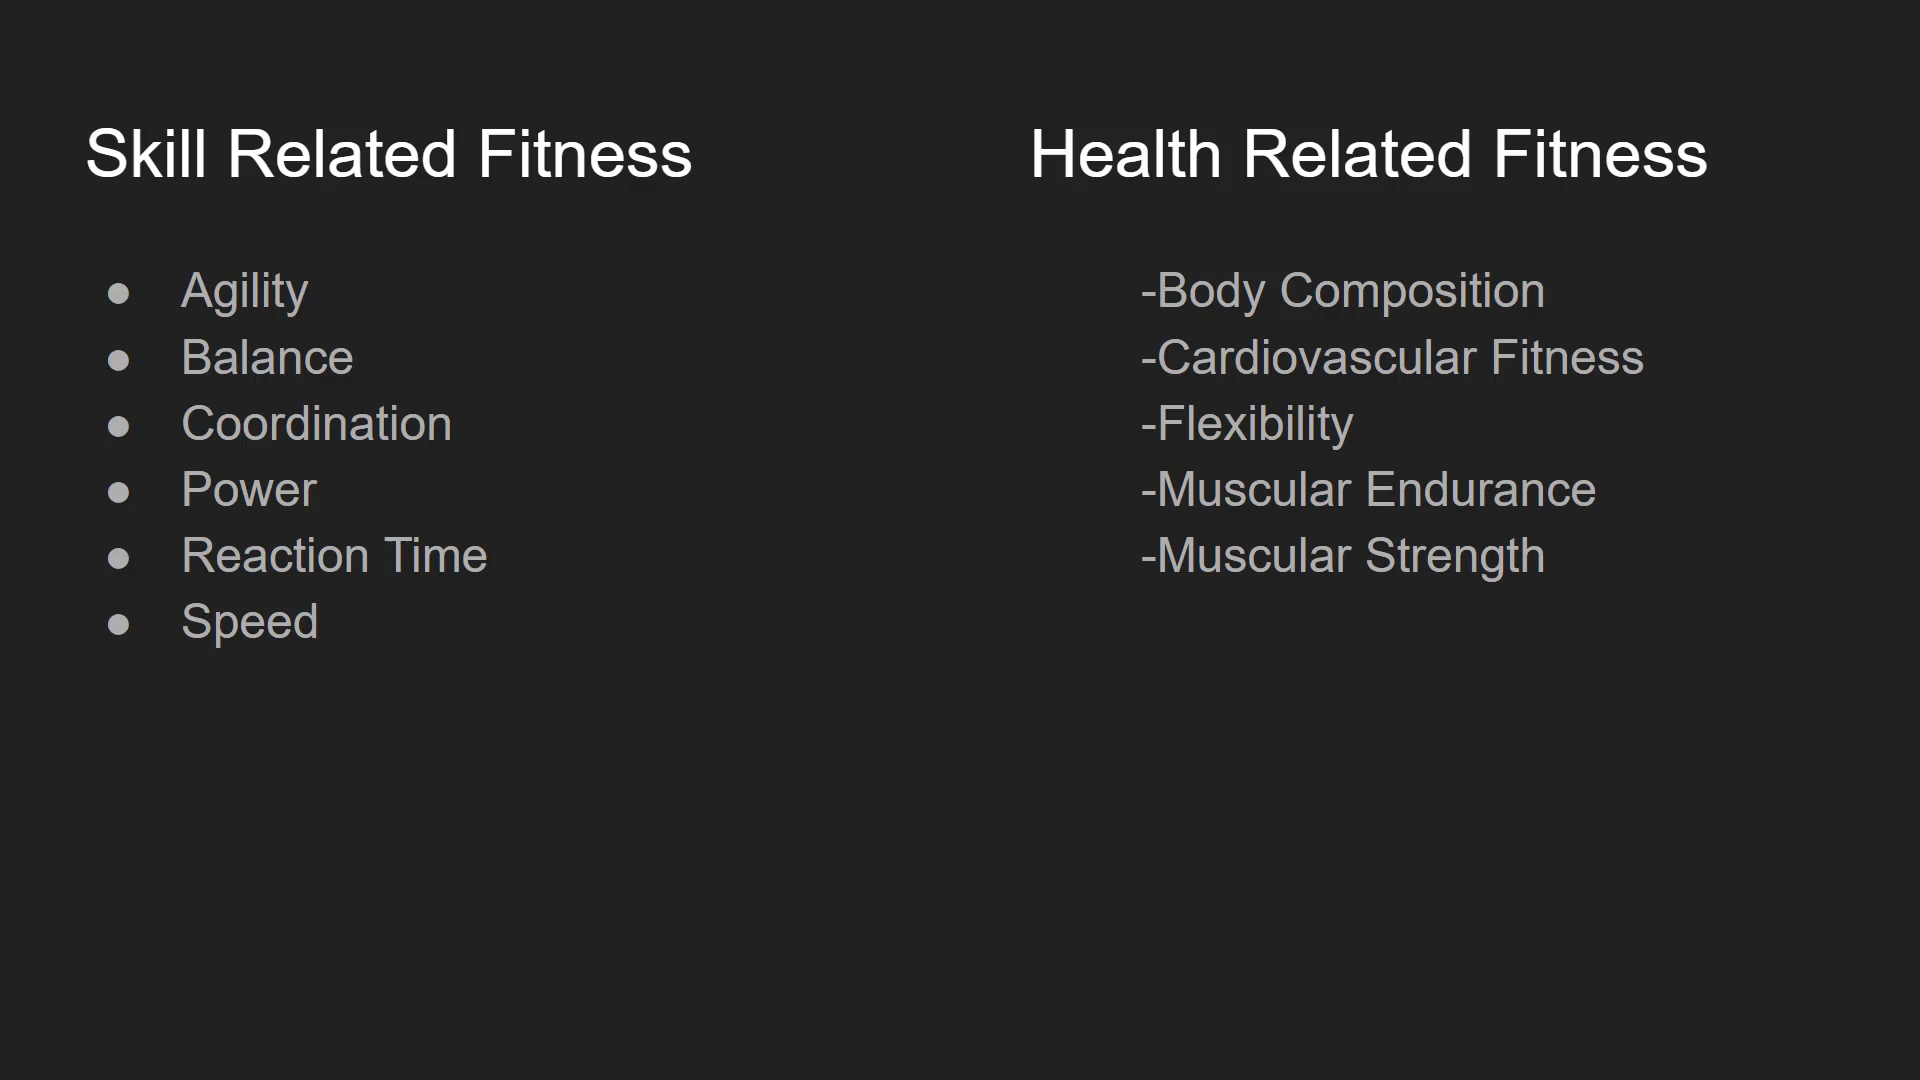 Skill Related Fitness
● Agility
● Balance
● Coordination
● Power
● Reaction Time
● Speed
Health Related Fitness
-Body Composition
-Cardiovascular Fitness
-Flexibility
-Muscular Endurance
-Muscular Strength